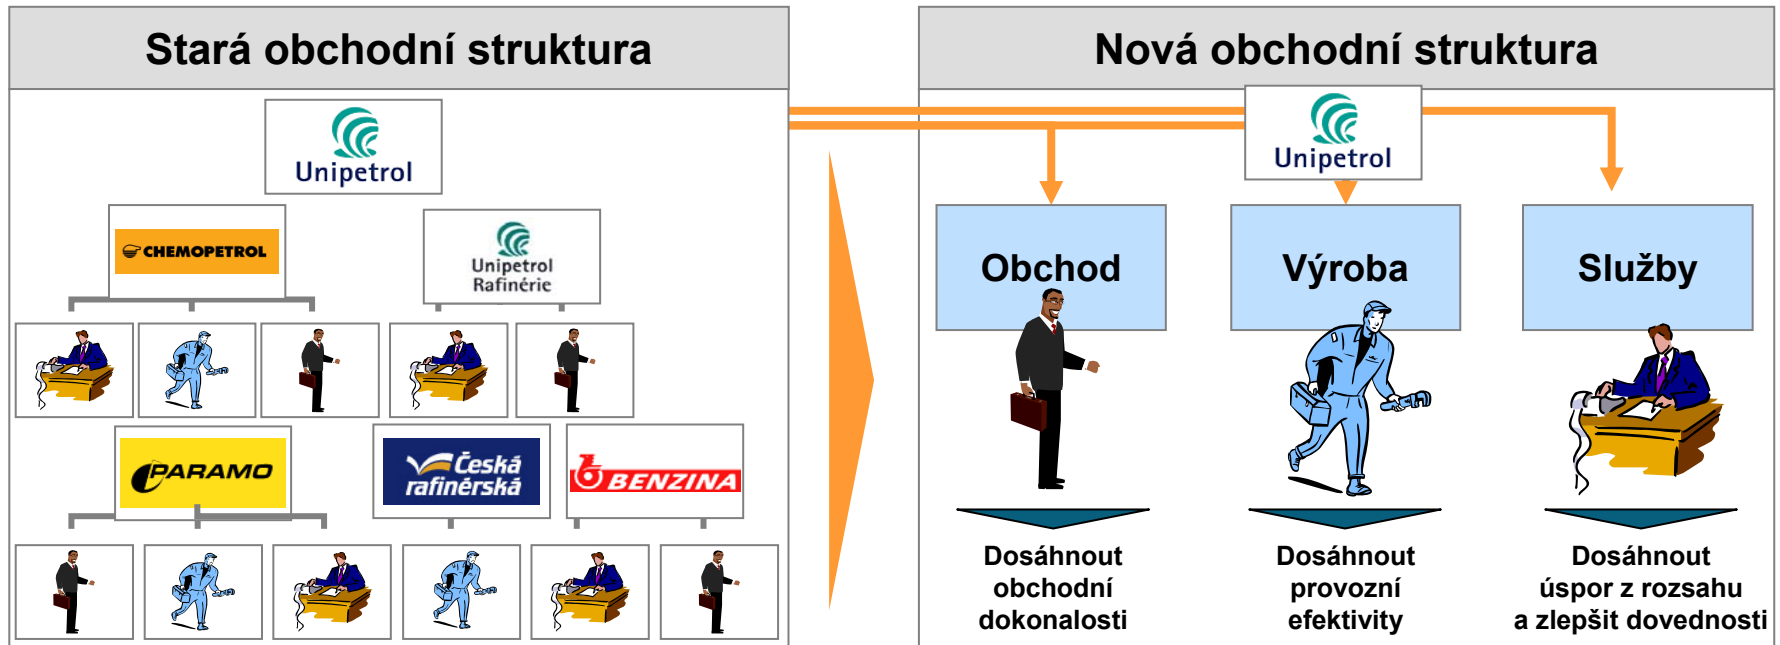 Stará obchodní struktura
Unipetrol
CHEMOPETROL
Unipetrol
Rafinérie
PARAMO
Česká
rafinérská
BENZINA
Nová obchodní struktura
Unipetrol
Obchod
Výroba
Služby
Dosáhnout
obchodní
dokonalosti
Dosáhnout
provozní
efektivity
Dosáhnout
úspor z rozsahu
a zlepšit dovednosti